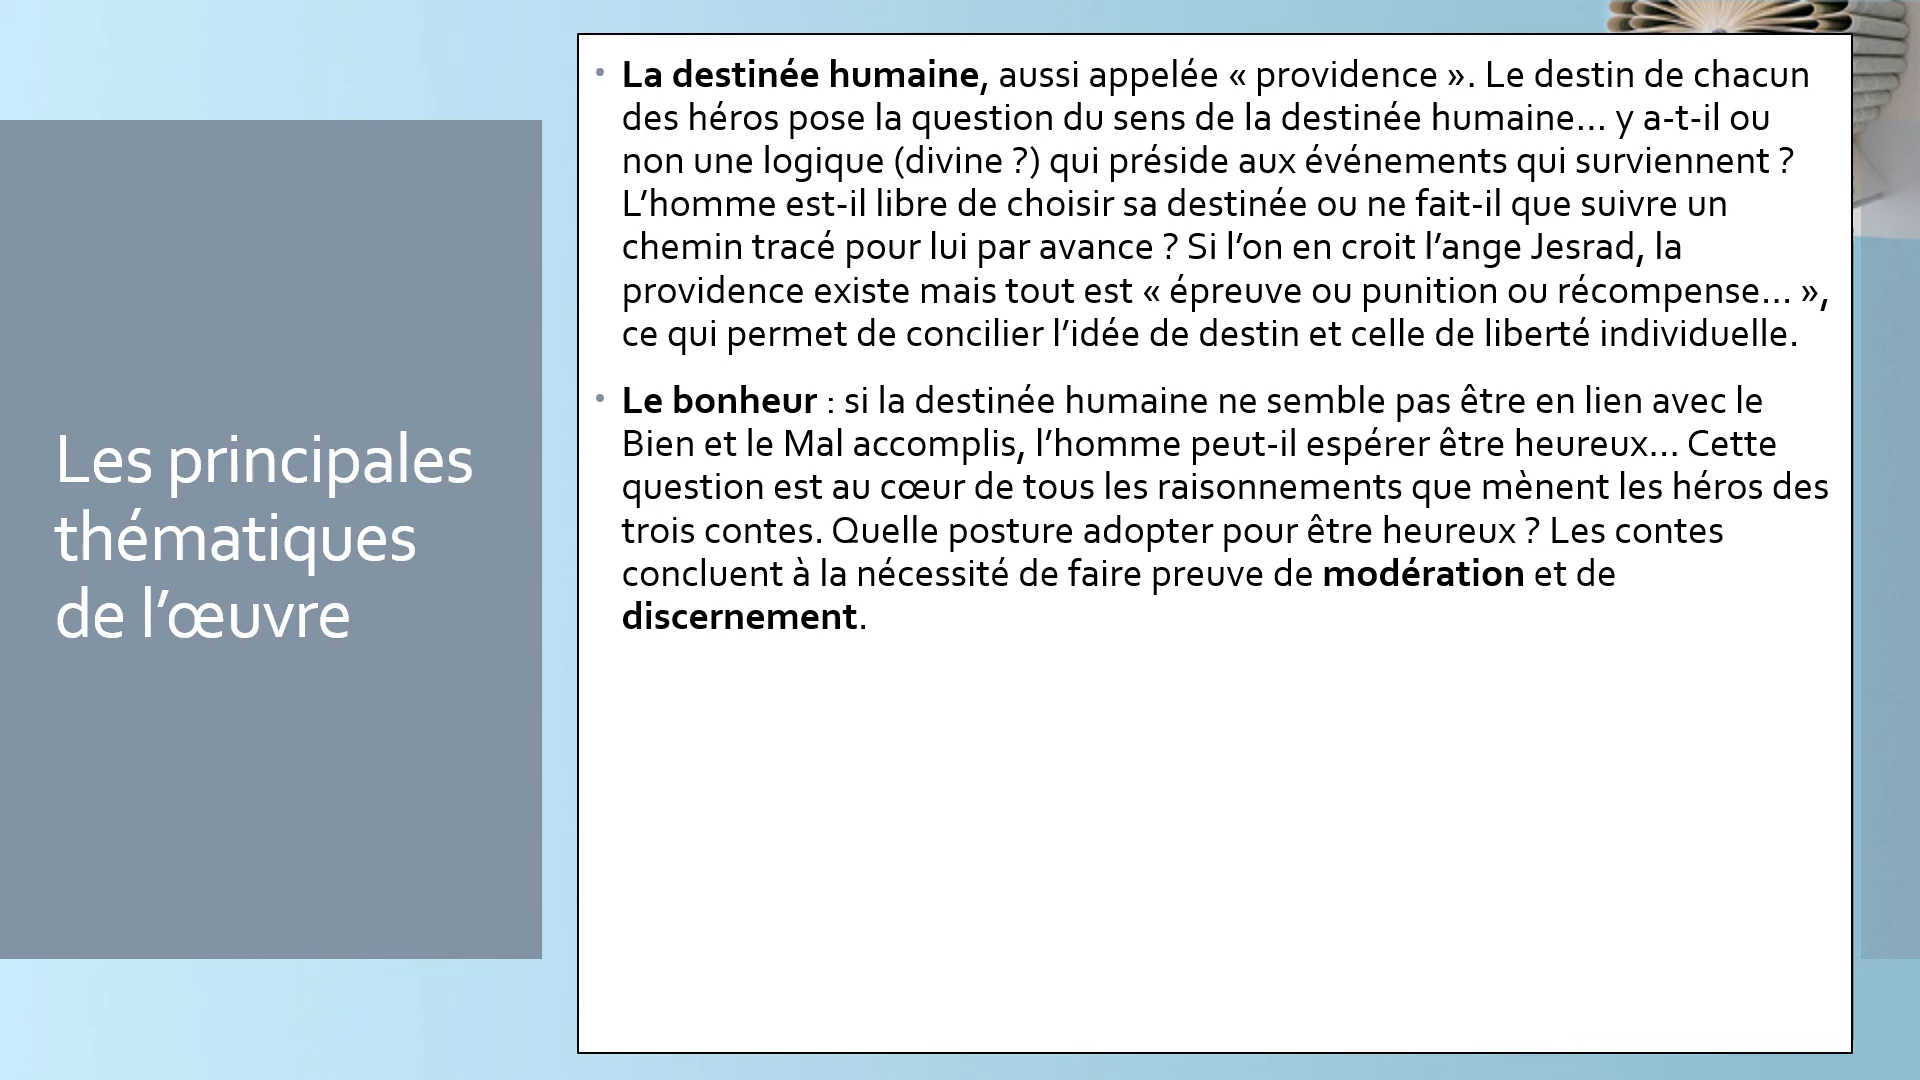 Les principales
thématiques
de l’œuvre
• La destinée humaine, aussi appelée « providence ». Le destin de chacun
des héros pose la question du sens de la destinée humaine… y a-t-il ou
non une logique (divine ?) qui préside aux événements qui surviennent ?
L’homme est-il libre de choisir sa destinée ou ne fait-il que suivre un
chemin tracé pour lui par avance ? Si l’on en croit l’ange Jesrad, la
providence existe mais tout est « épreuve ou punition ou récompense… »,
ce qui permet de concilier l’idée de destin et celle de liberté individuelle.
• Le bonheur : si la destinée humaine ne semble pas être en lien avec le
Bien et le Mal accomplis, l’homme peut-il espérer être heureux… Cette
question est au cœur de tous les raisonnements que mènent les héros des
trois contes. Quelle posture adopter pour être heureux ? Les contes
concluent à la nécessité de faire preuve de modération et de
discernement.